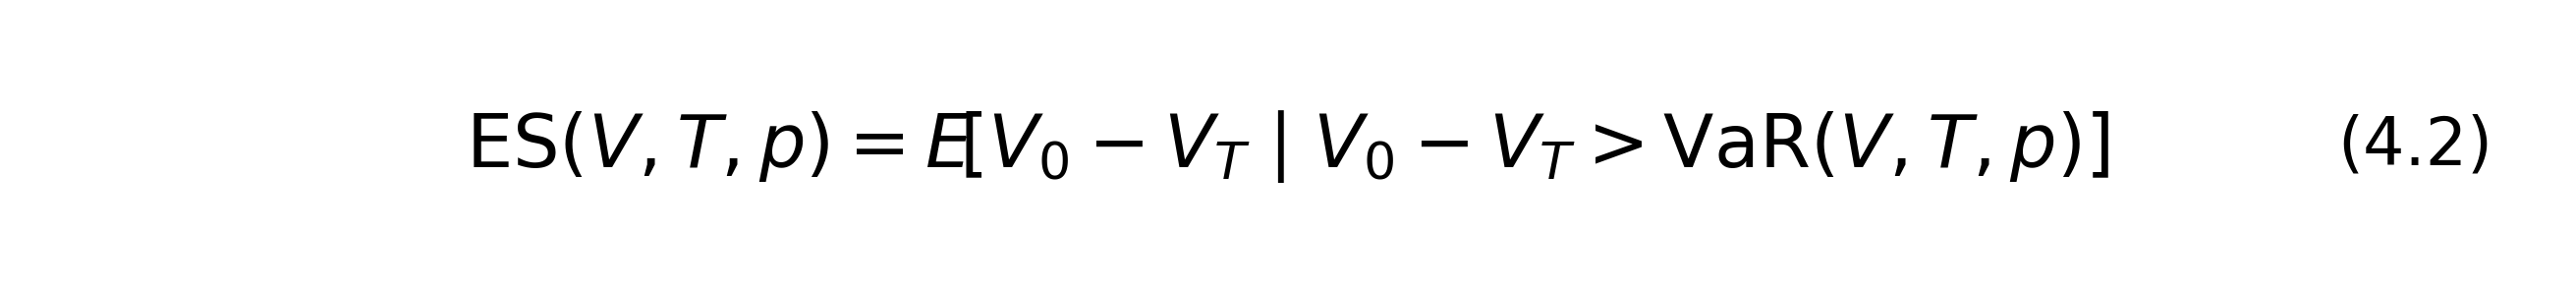 ES(V, T, p) = E[V₀ − V_T | V₀ − V_T > VaR(V, T, p)] (4.2)